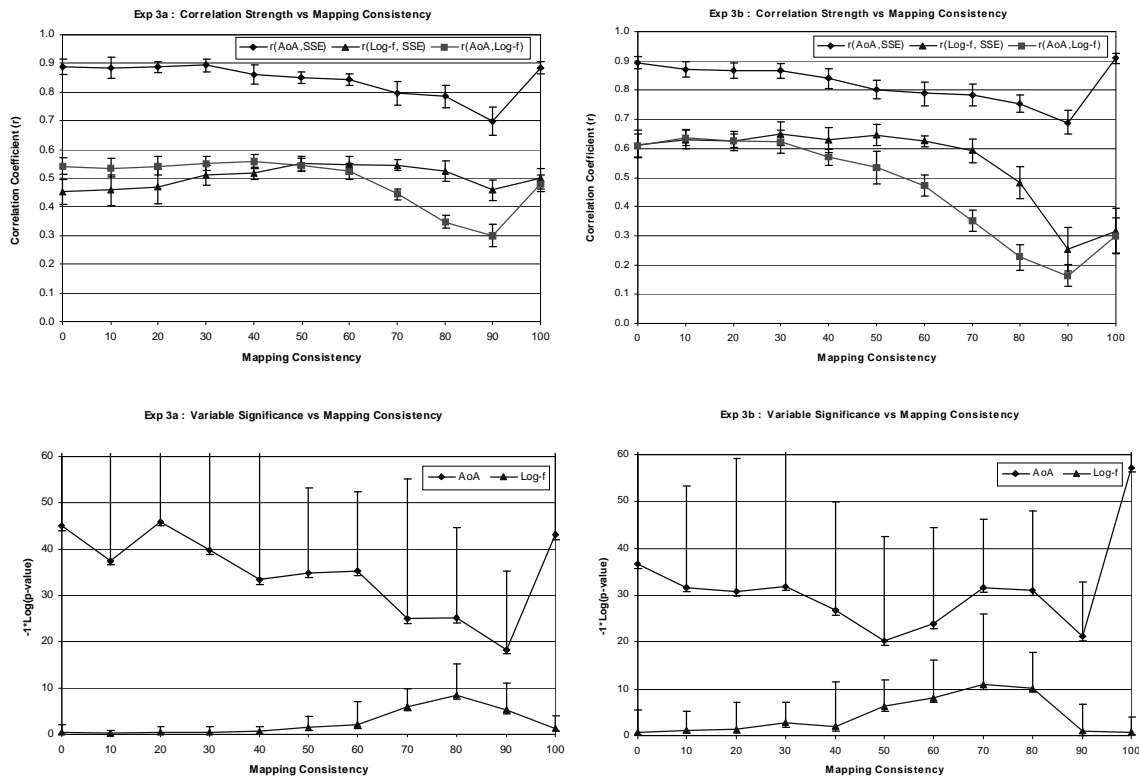 Exp 3a : Correlation Strength vs Mapping Consistency
1.0
0.9
0.8
0.7
0.6
0.5
0.4
0.3
0.2
0.1
0.0
Correlation Coefficient (r)
r(AoA,SSE) r(Log-f, SSE) r(AoA,Log-f)
0 10 20 30 40 50 60 70 80 90 100
Mapping Consistency
Exp 3b : Correlation Strength vs Mapping Consistency
1.0
0.9
0.8
0.7
0.6
0.5
0.4
0.3
0.2
0.1
0.0
Correlation Coefficient (r)
r(AoA,SSE) r(Log-f, SSE) r(AoA,Log-f)
0 10 20 30 40 50 60 70 80 90 100
Mapping Consistency
Exp 3a : Variable Significance vs Mapping Consistency
60
50
40
30
20
10
0
-1*Log(p-value)
AoA Log-f
0 10 20 30 40 50 60 70 80 90 100
Mapping Consistency
Exp 3b : Variable Significance vs Mapping Consistency
60
50
40
30
20
10
0
-1*Log(p-value)
AoA Log-f
0 10 20 30 40 50 60 70 80 90 100
Mapping Consistency